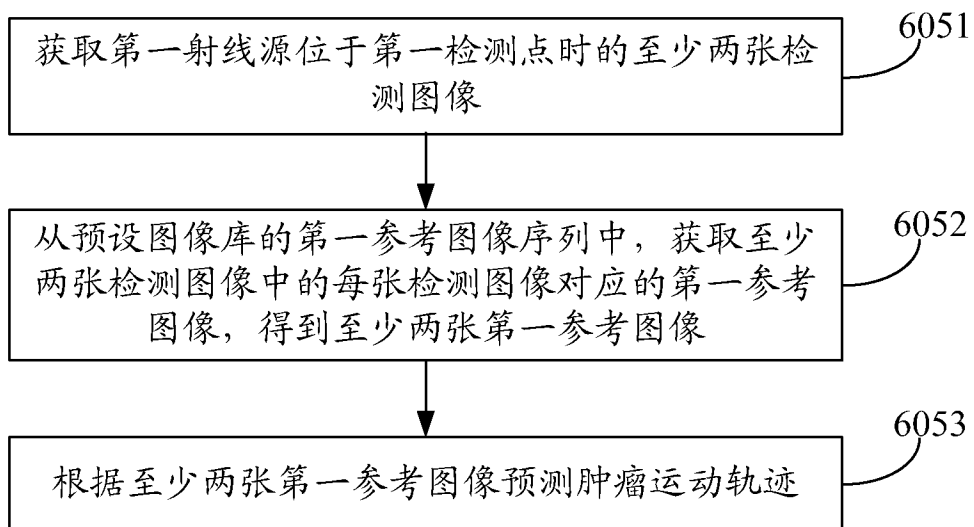 获取第一射线源位于第一检测点时的至少两张检
测图像
6051
从预设图像库的第一参考图像序列中，获取至少
两张检测图像中的每张检测图像对应的第一参考
图像，得到至少两张第一参考图像
6052
根据至少两张第一参考图像预测肿瘤运动轨迹
6053